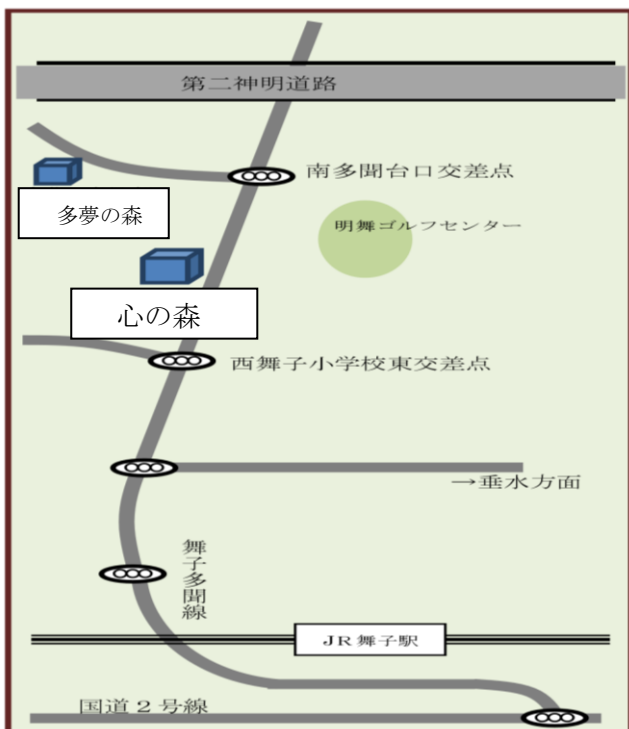 第二神明道路
南多聞台口交差点
多夢の森
明舞ゴルフセンター
心の森
西舞子小学校東交差点
→垂水方面
舞子多聞線
JR舞子駅
国道２号線